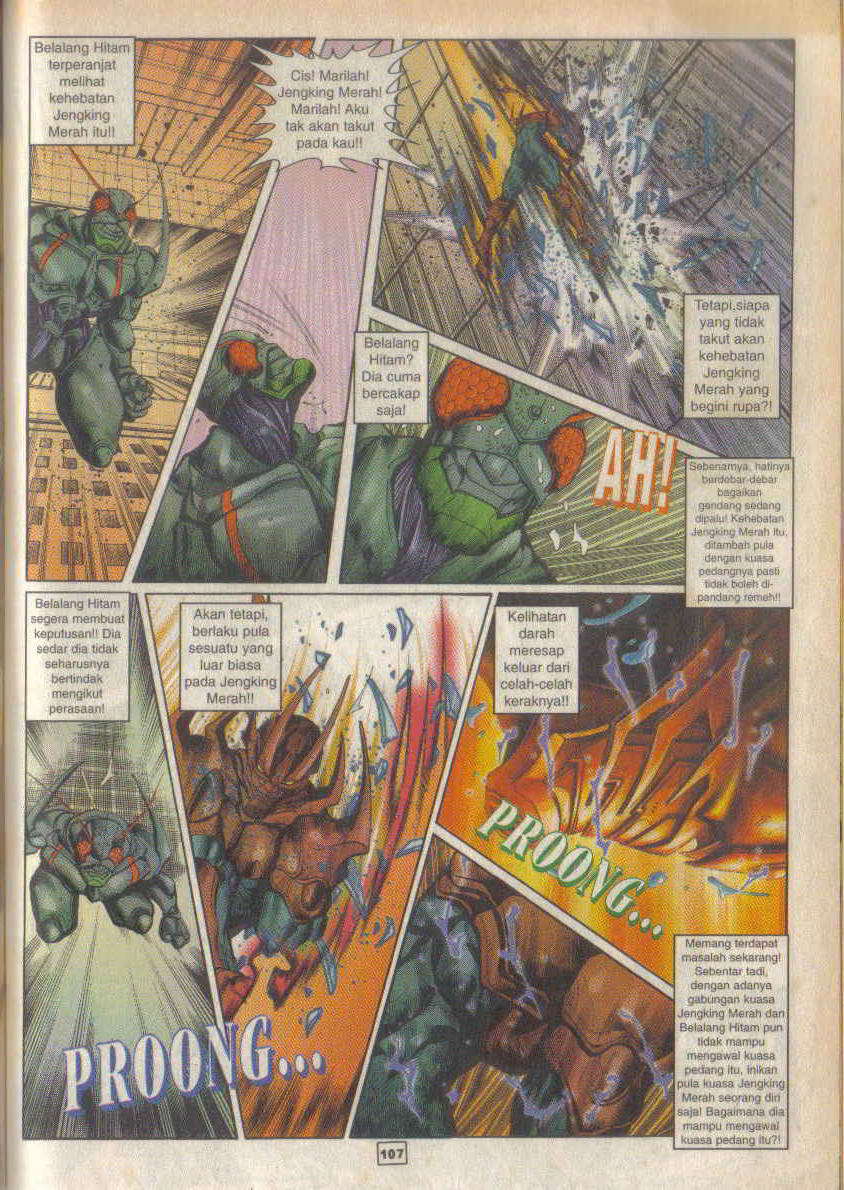 Belalang Hitam
terperanjat
melihat
kehebatan
Jengking
Merah itu!!
Cis! Marilah!
Jengking Merah!
Marilah! Aku
tak akan takut
pada kau!!
Tetapi,siapa
yang tidak
takut akan
kehebatan
Jengking
Merah yang
begini rupa?!
Belalang
Hitam?
Dia cuma
bercakap
saja!
AH!
Sebenarnya, hatinya
berdebar-debar
bagaikan
gendang sedang
dipalu! Kehebatan
Jengking Merah itu,
ditambah pula
dengan kuasa
pedangnya pasti
tidak boleh di-
pandang remeh!!
Belalang Hitam
segera membuat
keputusan!! Dia
sedar dia tidak
seharusnya
bertindak
mengikut
perasaan!
PROONG...
Akan tetapi,
berlaku pula
sesuatu yang
luar biasa
pada Jengking
Merah!!
Kelihatan
darah
meresap
keluar dari
celah-celah
keraknya!!
PROONG...
Memang terdapat
masalah sekarang!
Sebentar tadi,
dengan adanya
gabungan kuasa
Jengking Merah dan
Belalang Hitam pun
tidak mampu
mengawal kuasa
pedang itu, inikan
pula kuasa Jengking
Merah seorang diri
saja! Bagaimana dia
mampu mengawal
kuasa pedang itu?!
107